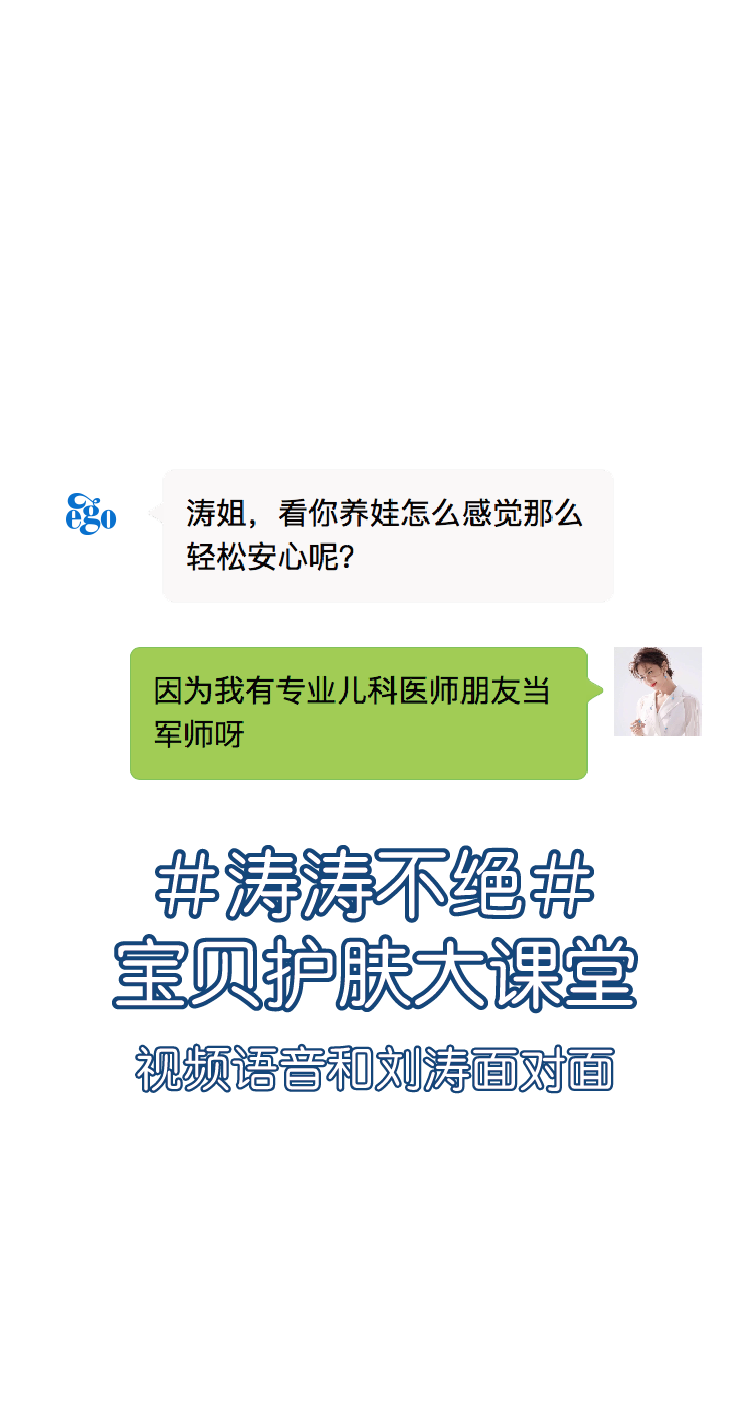 ego
涛姐，看你养娃怎么感觉那么
轻松安心呢？
因为我有专业儿科医师朋友当
军师呀
#涛涛不绝#
宝贝护肤大课堂
视频语音和刘涛面对面